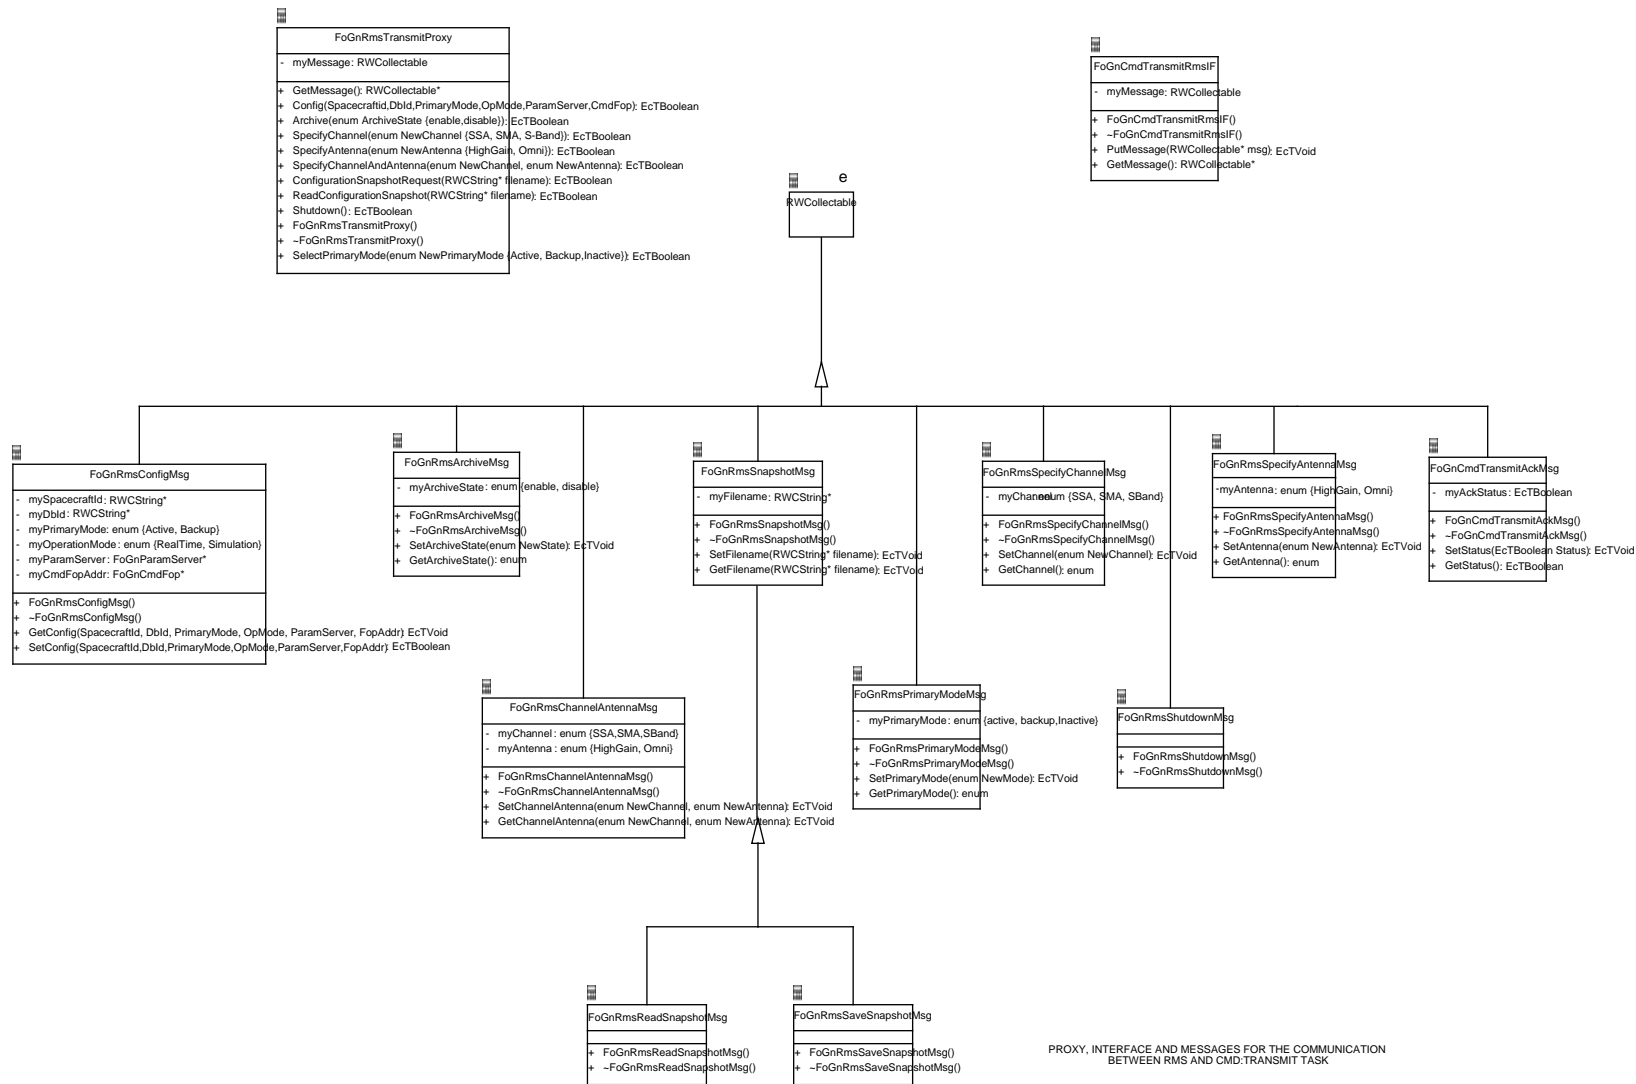 FoGnRmsTransmitProxy
- myMessage: RWCollectable
+ GetMessage(): RWCollectable*
+ Config(Spacecraftid,DbId,PrimaryMode,OpMode,ParamServer,CmdFop): EcTBoolean
+ Archive(enum ArchiveState {enable,disable}): EcTBoolean
+ SpecifyChannel(enum NewChannel {SSA, SMA, S-Band}): EcTBoolean
+ SpecifyAntenna(enum NewAntenna {HighGain, Omni}): EcTBoolean
+ SpecifyChannelAndAntenna(enum NewChannel, enum NewAntenna): EcTBoolean
+ ConfigurationSnapshotRequest(RWCString* filename): EcTBoolean
+ ReadConfigurationSnapshot(RWCString* filename): EcTBoolean
+ Shutdown(): EcTBoolean
+ FoGnRmsTransmitProxy()
+ ~FoGnRmsTransmitProxy()
+ SelectPrimaryMode(enum NewPrimaryMode {Active, Backup,Inactive}): EcTBoolean
FoGnCmdTransmitRmsIF
- myMessage: RWCollectable
+ FoGnCmdTransmitRmsIF()
+ ~FoGnCmdTransmitRmsIF()
+ PutMessage(RWCollectable* msg): EcTVoid
+ GetMessage(): RWCollectable*
e
RWCollectable
FoGnRmsConfigMsg
- mySpacecraftId: RWCString*
- myDbId: RWCString*
- myPrimaryMode: enum {Active, Backup}
- myOperationMode: enum {RealTime, Simulation}
- myParamServer: FoGnParamServer*
- myCmdFopAddr: FoGnCmdFop*
+ FoGnRmsConfigMsg()
+ ~FoGnRmsConfigMsg()
+ GetConfig(SpacecraftId, DbId, PrimaryMode, OpMode, ParamServer, FopAddr): EcTVoid
+ SetConfig(SpacecraftId,DbId,PrimaryMode,OpMode,ParamServer,FopAddr): EcTBoolean
FoGnRmsArchiveMsg
- myArchiveState: enum {enable, disable}
+ FoGnRmsArchiveMsg()
+ ~FoGnRmsArchiveMsg()
+ SetArchiveState(enum NewState): EcTVoid
+ GetArchiveState(): enum
FoGnRmsSnapshotMsg
- myFilename: RWCString*
+ FoGnRmsSnapshotMsg()
+ ~FoGnRmsSnapshotMsg()
+ SetFilename(RWCString* filename): EcTVoid
+ GetFilename(RWCString* filename): EcTVoid
FoGnRmsSpecifyChannelMsg
- myChannel: enum {SSA, SMA, SBand}
+ FoGnRmsSpecifyChannelMsg()
+ ~FoGnRmsSpecifyChannelMsg()
+ SetChannel(enum NewChannel): EcTVoid
+ GetChannel(): enum
FoGnRmsSpecifyAntennaMsg
-myAntenna: enum {HighGain, Omni}
+ FoGnRmsSpecifyAntennaMsg()
+ ~FoGnRmsSpecifyAntennaMsg()
+ SetAntenna(enum NewAntenna): EcTVoid
+ GetAntenna(): enum
FoGnCmdTransmitAckMsg
- myAckStatus: EcTBoolean
+ FoGnCmdTransmitAckMsg()
+ ~FoGnCmdTransmitAckMsg()
+ SetStatus(EcTBoolean Status): EcTVoid
+ GetStatus(): EcTBoolean
FoGnRmsChannelAntennaMsg
- myChannel: enum {SSA,SMA,SBand}
- myAntenna: enum {HighGain, Omni}
+ FoGnRmsChannelAntennaMsg()
+ ~FoGnRmsChannelAntennaMsg()
+ SetChannelAntenna(enum NewChannel, enum NewAntenna): EcTVoid
+ GetChannelAntenna(enum NewChannel, enum NewAntenna): EcTVoid
FoGnRmsPrimaryModeMsg
- myPrimaryMode: enum {active, backup,Inactive}
+ FoGnRmsPrimaryModeMsg()
+ ~FoGnRmsPrimaryModeMsg()
+ SetPrimaryMode(enum NewMode): EcTVoid
+ GetPrimaryMode(): enum
FoGnRmsShutdownMsg
+ FoGnRmsShutdownMsg()
+ ~FoGnRmsShutdownMsg()
FoGnRmsReadSnapshotMsg
+ FoGnRmsReadSnapshotMsg()
+ ~FoGnRmsReadSnapshotMsg()
FoGnRmsSaveSnapshotMsg
+ FoGnRmsSaveSnapshotMsg()
+ ~FoGnRmsSaveSnapshotMsg()
PROXY, INTERFACE AND MESSAGES FOR THE COMMUNICATION
BETWEEN RMS AND CMD:TRANSMIT TASK